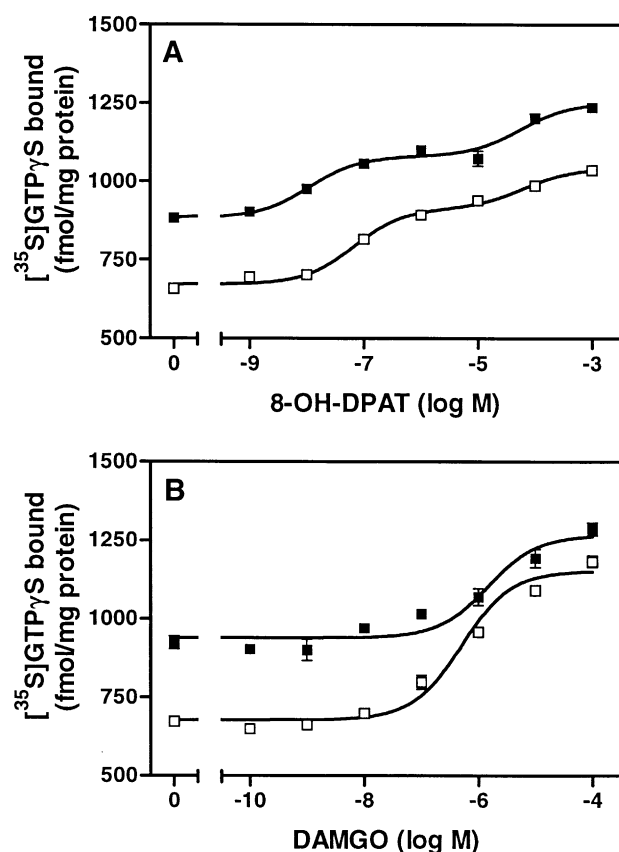 A
[³⁵S]GTPγS bound
(fmol/mg protein)
1500
1250
1000
750
500
0
-9
-7
-5
-3
8-OH-DPAT (log M)
B
[³⁵S]GTPγS bound
(fmol/mg protein)
1500
1250
1000
750
500
0
-10
-8
-6
-4
DAMGO (log M)